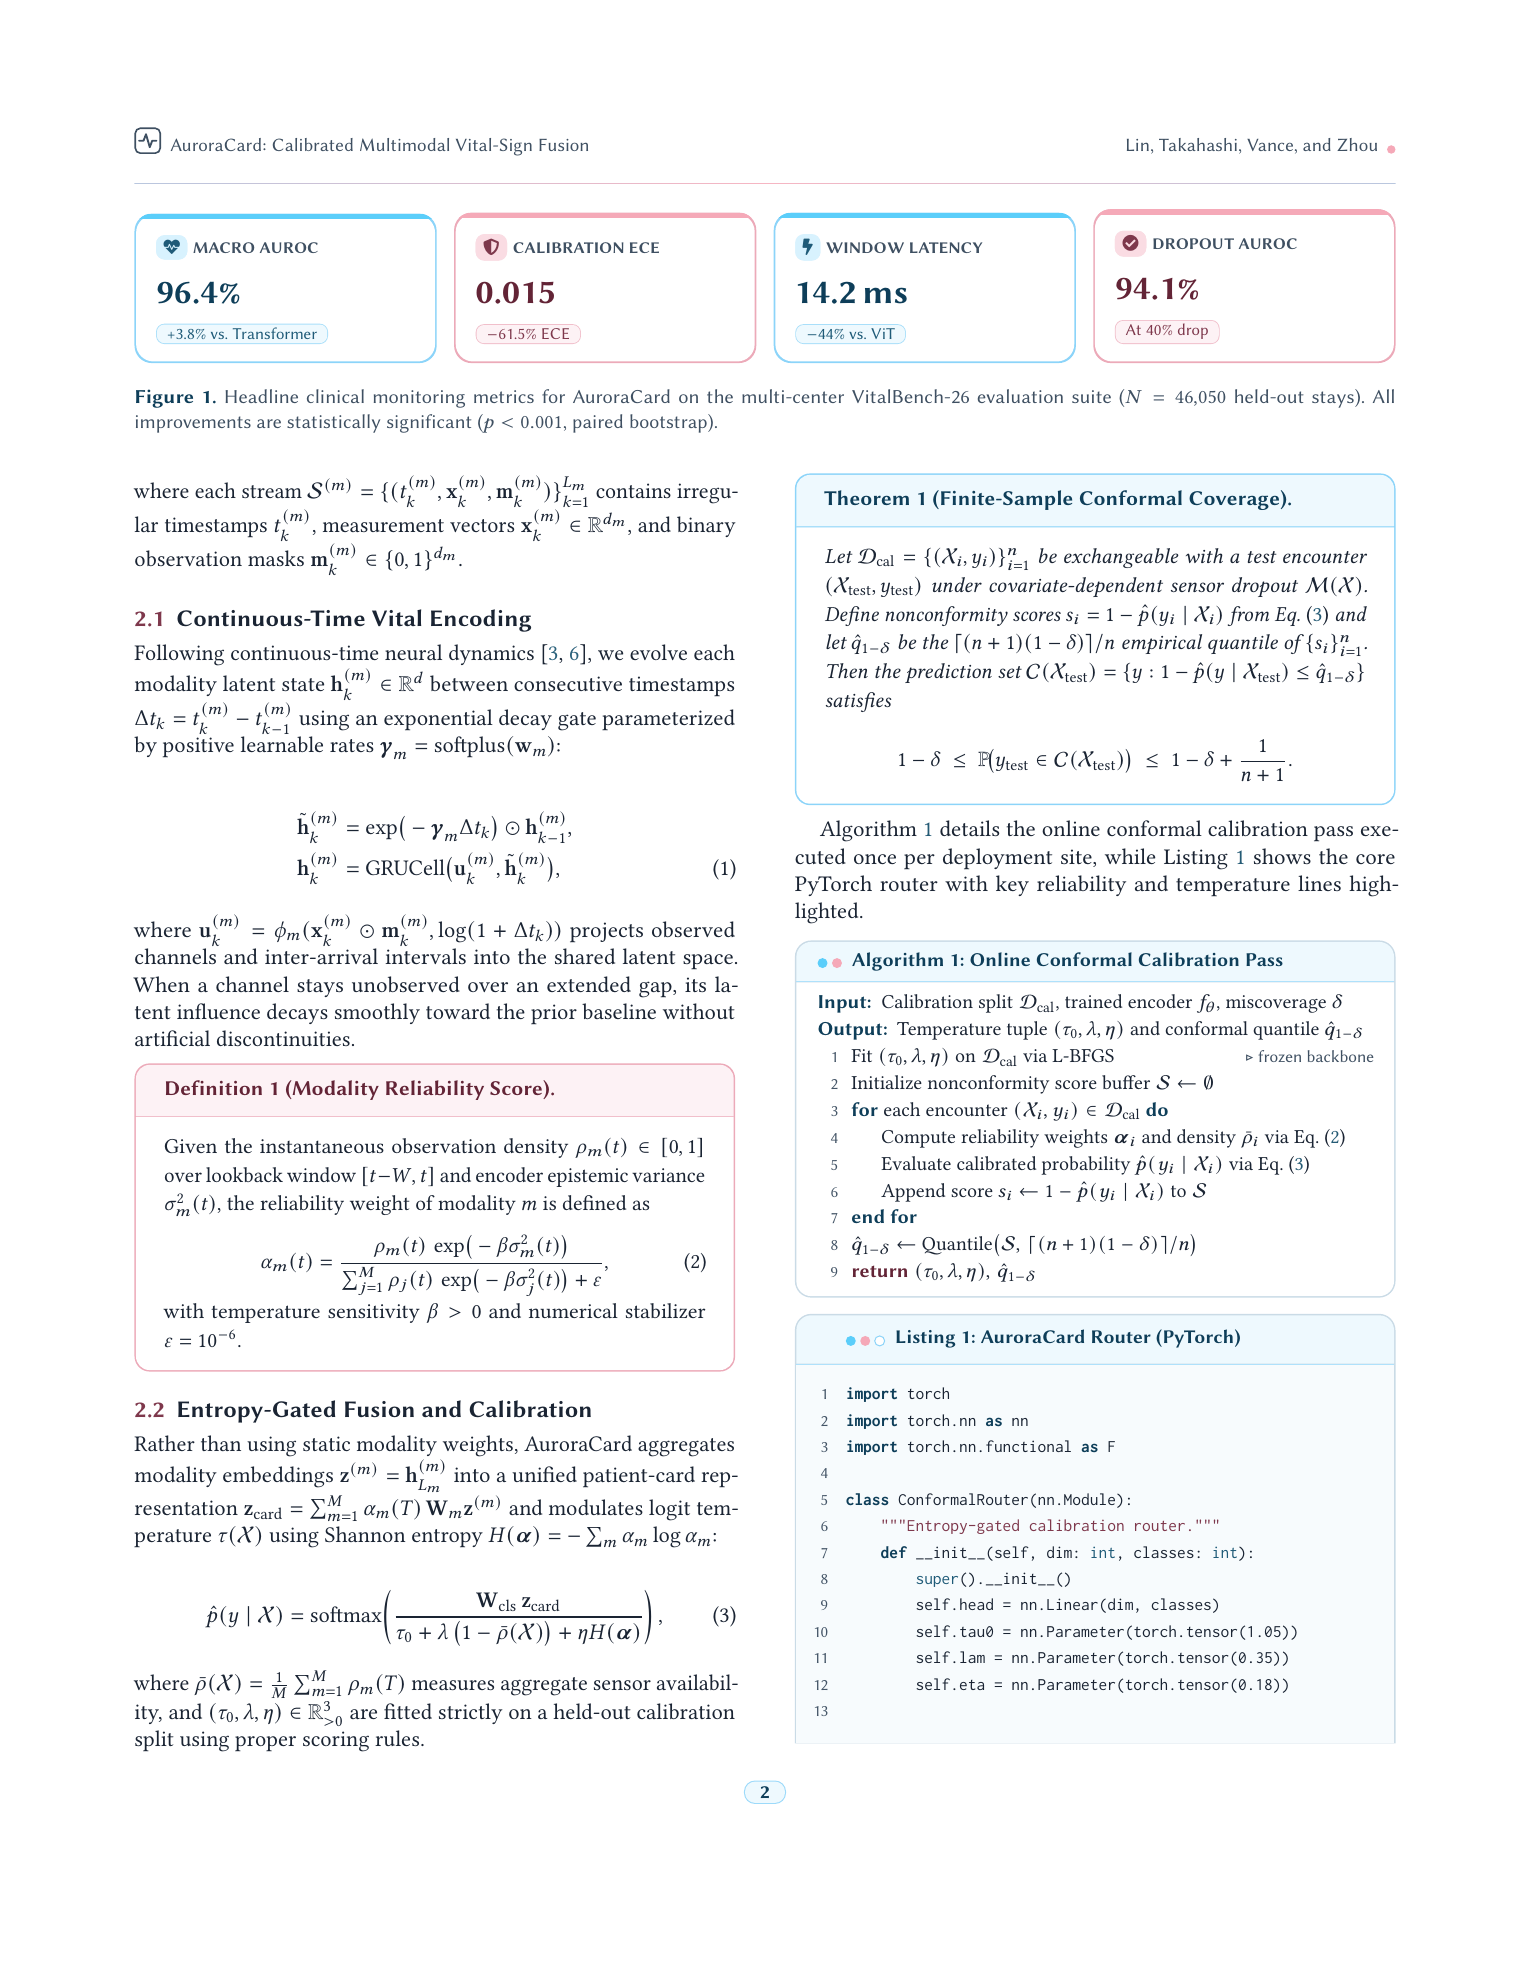 AuroraCard: Calibrated Multimodal Vital-Sign Fusion
Lin, Takahashi, Vance, and Zhou
MACRO AUROC
96.4%
+3.8% vs. Transformer
CALIBRATION ECE
0.015
−61.5% ECE
WINDOW LATENCY
14.2 ms
−44% vs. ViT
DROPOUT AUROC
94.1%
At 40% drop
Figure 1. Headline clinical monitoring metrics for AuroraCard on the multi-center VitalBench-26 evaluation suite (N = 46,050 held-out stays). All
improvements are statistically significant (p < 0.001, paired bootstrap).
where each stream 𝒮^(m) = {(t_k^(m), x_k^(m), m_k^(m))}_{k=1}^{L_m} contains irregu-
lar timestamps t_k^(m), measurement vectors x_k^(m) ∈ ℝ^{d_m}, and binary
observation masks m_k^(m) ∈ {0, 1}^{d_m}.
2.1 Continuous-Time Vital Encoding
Following continuous-time neural dynamics [3, 6], we evolve each
modality latent state h_k^(m) ∈ ℝ^d between consecutive timestamps
Δt_k = t_k^(m) − t_{k−1}^(m) using an exponential decay gate parameterized
by positive learnable rates γ_m = softplus(w_m):
h̃_k^(m) = exp(− γ_m Δt_k) ⊙ h_{k−1}^(m),
h_k^(m) = GRUCell(u_k^(m), h̃_k^(m)), (1)
where u_k^(m) = ϕ_m(x_k^(m) ⊙ m_k^(m), log(1 + Δt_k)) projects observed
channels and inter-arrival intervals into the shared latent space.
When a channel stays unobserved over an extended gap, its la-
tent influence decays smoothly toward the prior baseline without
artificial discontinuities.
Definition 1 (Modality Reliability Score).
Given the instantaneous observation density ρ_m(t) ∈ [0, 1]
over lookback window [t−W, t] and encoder epistemic variance
σ_m^2(t), the reliability weight of modality m is defined as
α_m(t) = ρ_m(t) exp(− βσ_m^2(t)) / (∑_{j=1}^M ρ_j(t) exp(− βσ_j^2(t)) + ε), (2)
with temperature sensitivity β > 0 and numerical stabilizer
ε = 10^{−6}.
2.2 Entropy-Gated Fusion and Calibration
Rather than using static modality weights, AuroraCard aggregates
modality embeddings z^(m) = h_{L_m}^(m) into a unified patient-card rep-
resentation z_card = ∑_{m=1}^M α_m(T) W_m z^(m) and modulates logit tem-
perature τ(𝒳) using Shannon entropy H(α) = − ∑_m α_m log α_m:
p̂(y | 𝒳) = softmax( W_cls z_card / (τ_0 + λ (1 − ρ̄(𝒳)) + ηH(α)) ), (3)
where ρ̄(𝒳) = 1/M ∑_{m=1}^M ρ_m(T) measures aggregate sensor availabil-
ity, and (τ_0, λ, η) ∈ ℝ_{>0}^3 are fitted strictly on a held-out calibration
split using proper scoring rules.
Theorem 1 (Finite-Sample Conformal Coverage).
Let 𝒟_cal = {(𝒳_i, y_i)}_{i=1}^n be exchangeable with a test encounter
(𝒳_test, y_test) under covariate-dependent sensor dropout ℳ(𝒳).
Define nonconformity scores s_i = 1 − p̂(y_i | 𝒳_i) from Eq. (3) and
let q̂_{1−δ} be the ⌈(n + 1)(1 − δ)⌉/n empirical quantile of {s_i}_{i=1}^n.
Then the prediction set C(𝒳_test) = {y : 1 − p̂(y | 𝒳_test) ≤ q̂_{1−δ}}
satisfies
1 − δ ≤ ℙ(y_test ∈ C(𝒳_test)) ≤ 1 − δ + 1/(n + 1).
Algorithm 1 details the online conformal calibration pass exe-
cuted once per deployment site, while Listing 1 shows the core
PyTorch router with key reliability and temperature lines high-
lighted.
Algorithm 1: Online Conformal Calibration Pass
Input: Calibration split 𝒟_cal, trained encoder f_θ, miscoverage δ
Output: Temperature tuple (τ_0, λ, η) and conformal quantile q̂_{1−δ}
1 Fit (τ_0, λ, η) on 𝒟_cal via L-BFGS ▹ frozen backbone
2 Initialize nonconformity score buffer 𝒮 ← ∅
3 for each encounter (𝒳_i, y_i) ∈ 𝒟_cal do
4 Compute reliability weights α_i and density ρ̄_i via Eq. (2)
5 Evaluate calibrated probability p̂(y_i | 𝒳_i) via Eq. (3)
6 Append score s_i ← 1 − p̂(y_i | 𝒳_i) to 𝒮
7 end for
8 q̂_{1−δ} ← Quantile(𝒮, ⌈(n + 1)(1 − δ)⌉/n)
9 return (τ_0, λ, η), q̂_{1−δ}
Listing 1: AuroraCard Router (PyTorch)
1 import torch
2 import torch.nn as nn
3 import torch.nn.functional as F
4
5 class ConformalRouter(nn.Module):
6 """Entropy-gated calibration router."""
7 def __init__(self, dim: int, classes: int):
8 super().__init__()
9 self.head = nn.Linear(dim, classes)
10 self.tau0 = nn.Parameter(torch.tensor(1.05))
11 self.lam = nn.Parameter(torch.tensor(0.35))
12 self.eta = nn.Parameter(torch.tensor(0.18))
13
2